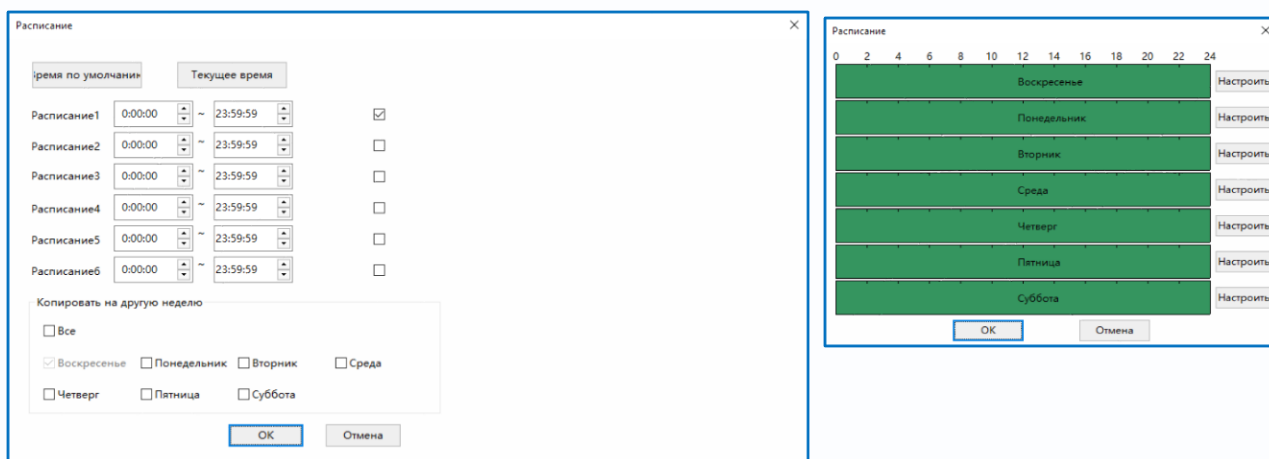 Расписание
Время по умолчани
Текущее время
Расписание1 0:00:00 ~ 23:59:59
Расписание2 0:00:00 ~ 23:59:59
Расписание3 0:00:00 ~ 23:59:59
Расписание4 0:00:00 ~ 23:59:59
Расписание5 0:00:00 ~ 23:59:59
Расписание6 0:00:00 ~ 23:59:59
Копировать на другую неделю
Все
Воскресенье Понедельник Вторник Среда
Четверг Пятница Суббота
ОК Отмена
Расписание
0 2 4 6 8 10 12 14 16 18 20 22 24
Воскресенье Настроить
Понедельник Настроить
Вторник Настроить
Среда Настроить
Четверг Настроить
Пятница Настроить
Суббота Настроить
ОК Отмена